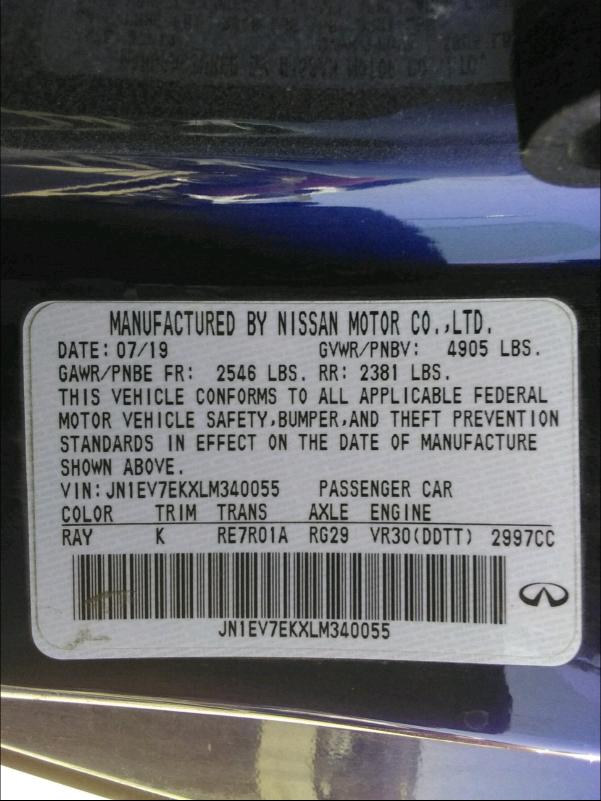 MANUFACTURED BY NISSAN MOTOR CO.,LTD.
DATE: 07/19 GVWR/PNBV: 4905 LBS.
GAWR/PNBE FR: 2546 LBS. RR: 2381 LBS.
THIS VEHICLE CONFORMS TO ALL APPLICABLE FEDERAL
MOTOR VEHICLE SAFETY,BUMPER,AND THEFT PREVENTION
STANDARDS IN EFFECT ON THE DATE OF MANUFACTURE
SHOWN ABOVE.
VIN: JN1EV7EKXLM340055 PASSENGER CAR
COLOR TRIM TRANS AXLE ENGINE
RAY K RE7R01A RG29 VR30(DDTT) 2997CC
JN1EV7EKXLM340055